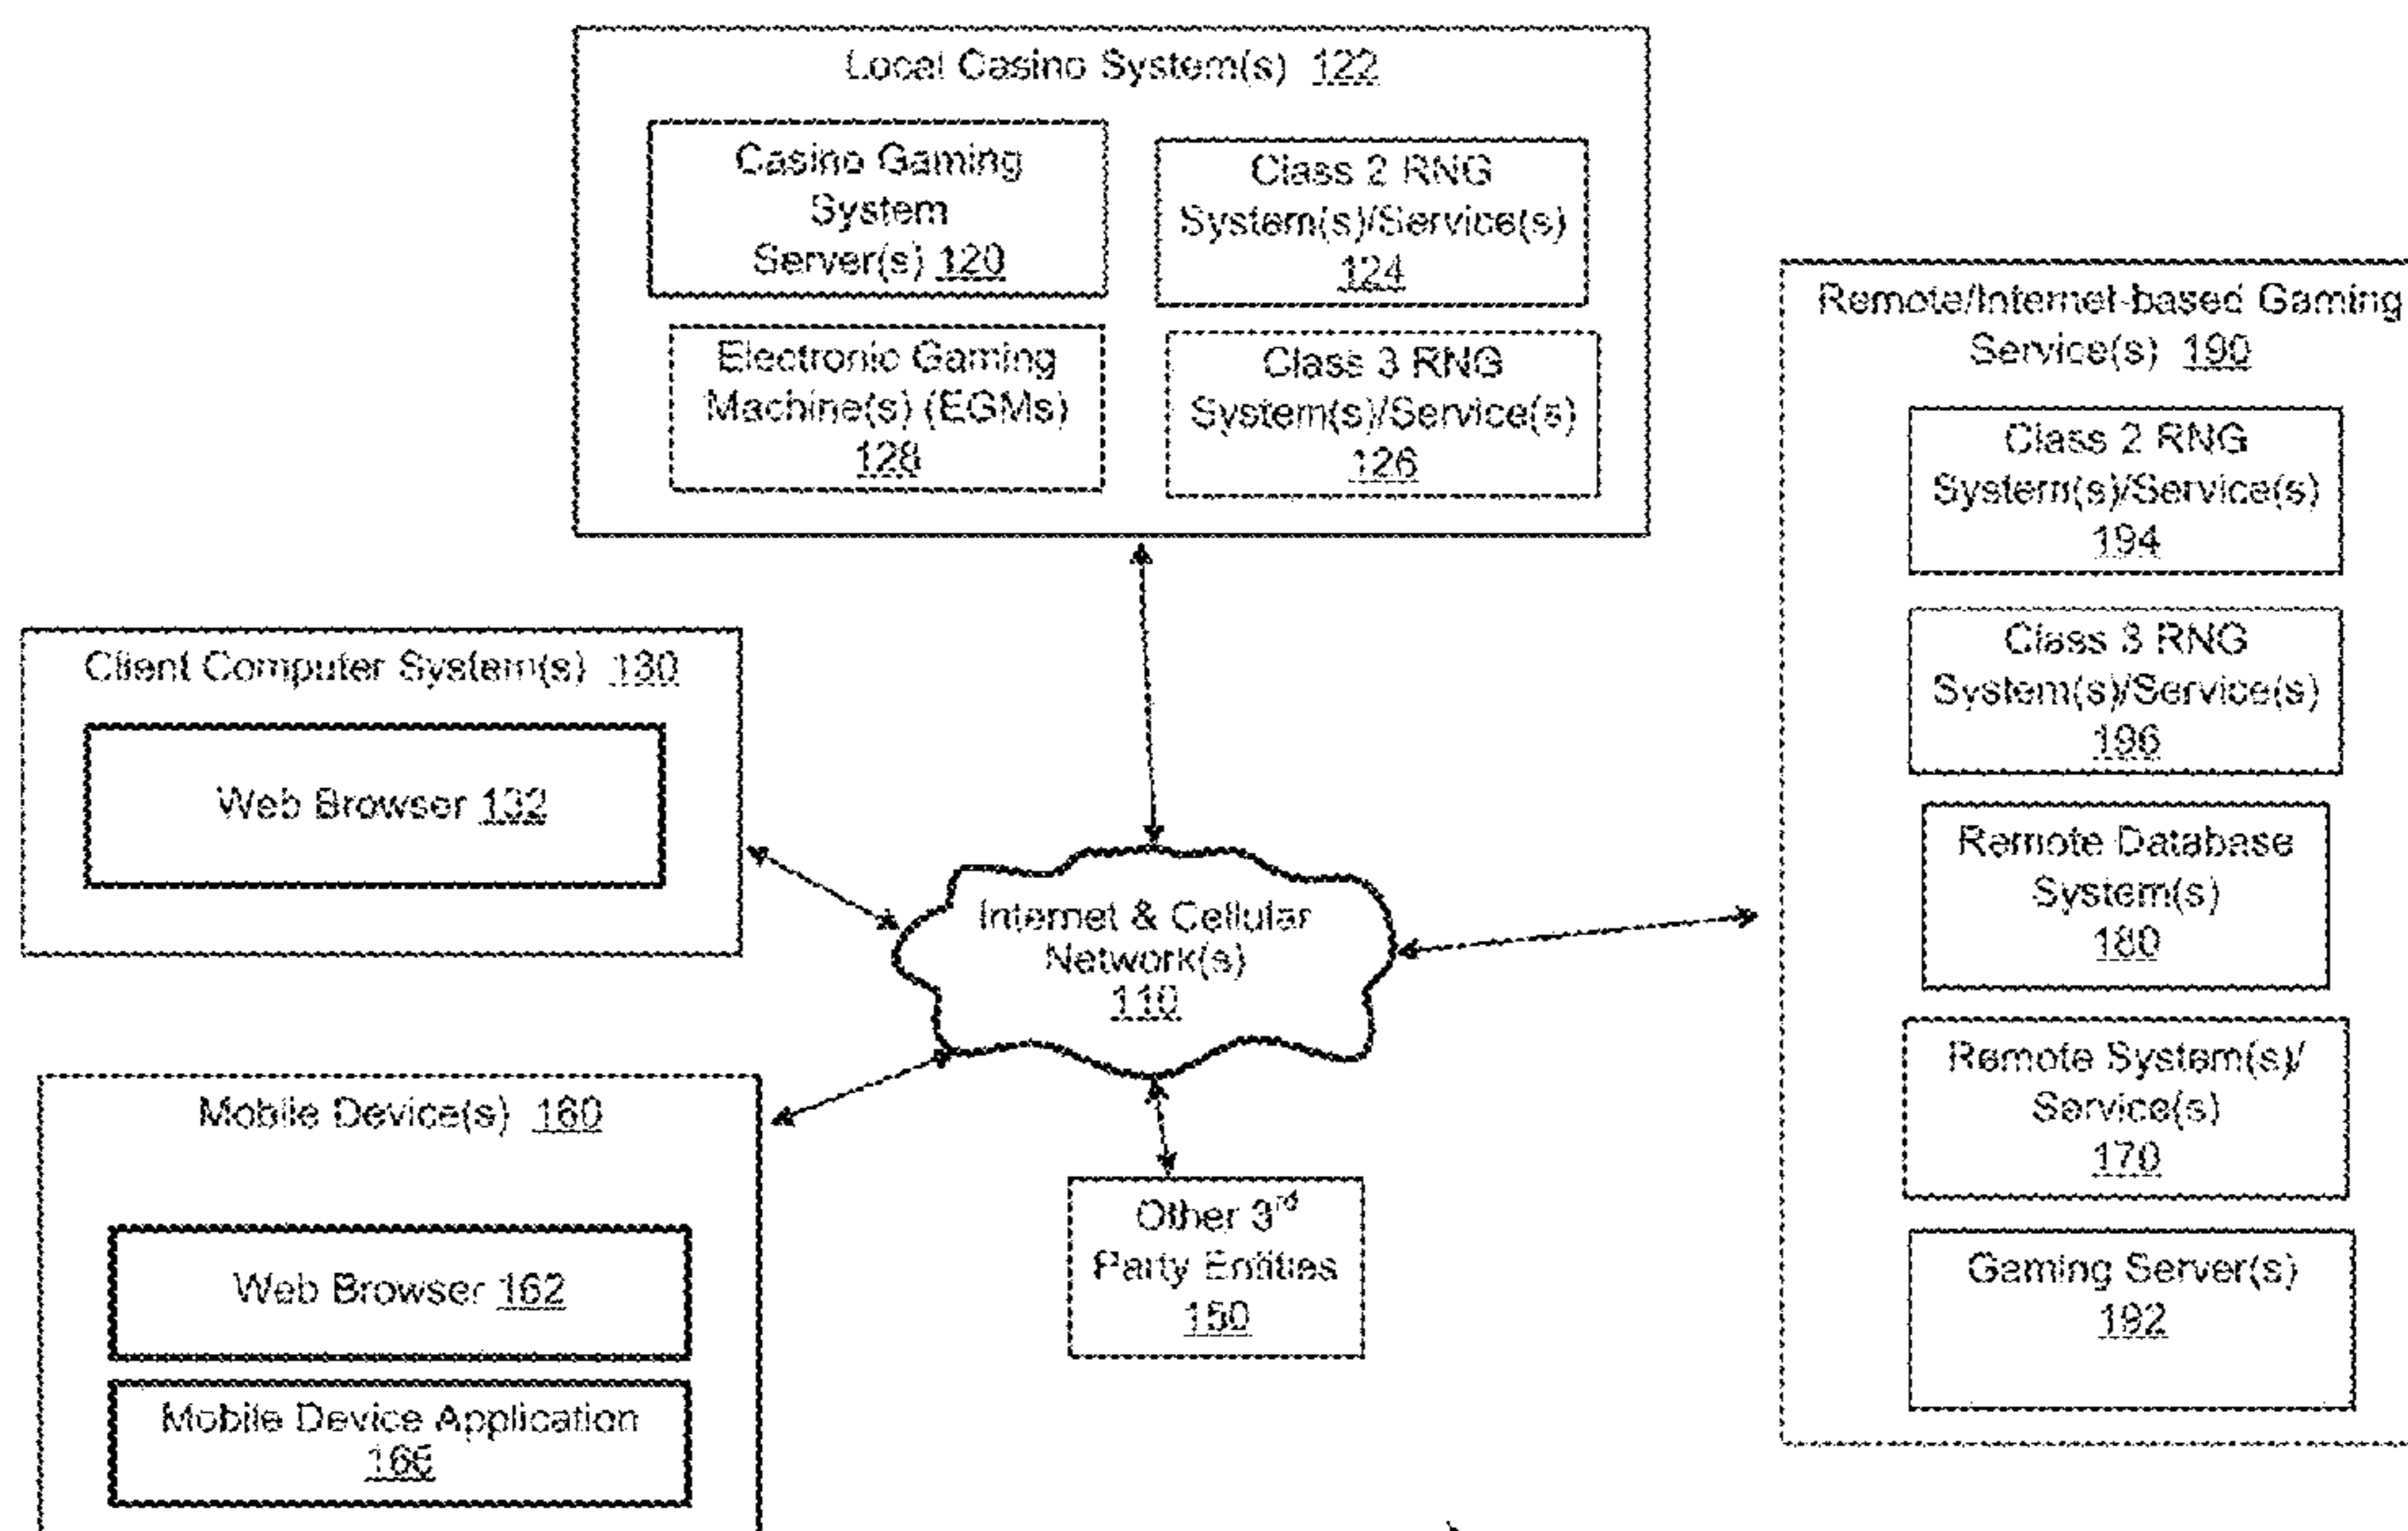 Local Casino System(s) 122
Casino Gaming
System
Server(s) 120
Class 2 RNG
System(s)/Service(s)
124
Electronic Gaming
Machine(s) (EGMs)
128
Class 3 RNG
System(s)/Service(s)
126
Client Computer System(s) 130
Web Browser 132
Internet & Cellular
Network(s)
110
Mobile Device(s) 160
Web Browser 162
Mobile Device Application
166
Other 3rd
Party Entities
150
Remote/Internet-based Gaming
Service(s) 190
Class 2 RNG
System(s)/Service(s)
194
Class 3 RNG
System(s)/Service(s)
196
Remote Database
System(s)
180
Remote System(s)/
Service(s)
170
Gaming Server(s)
192